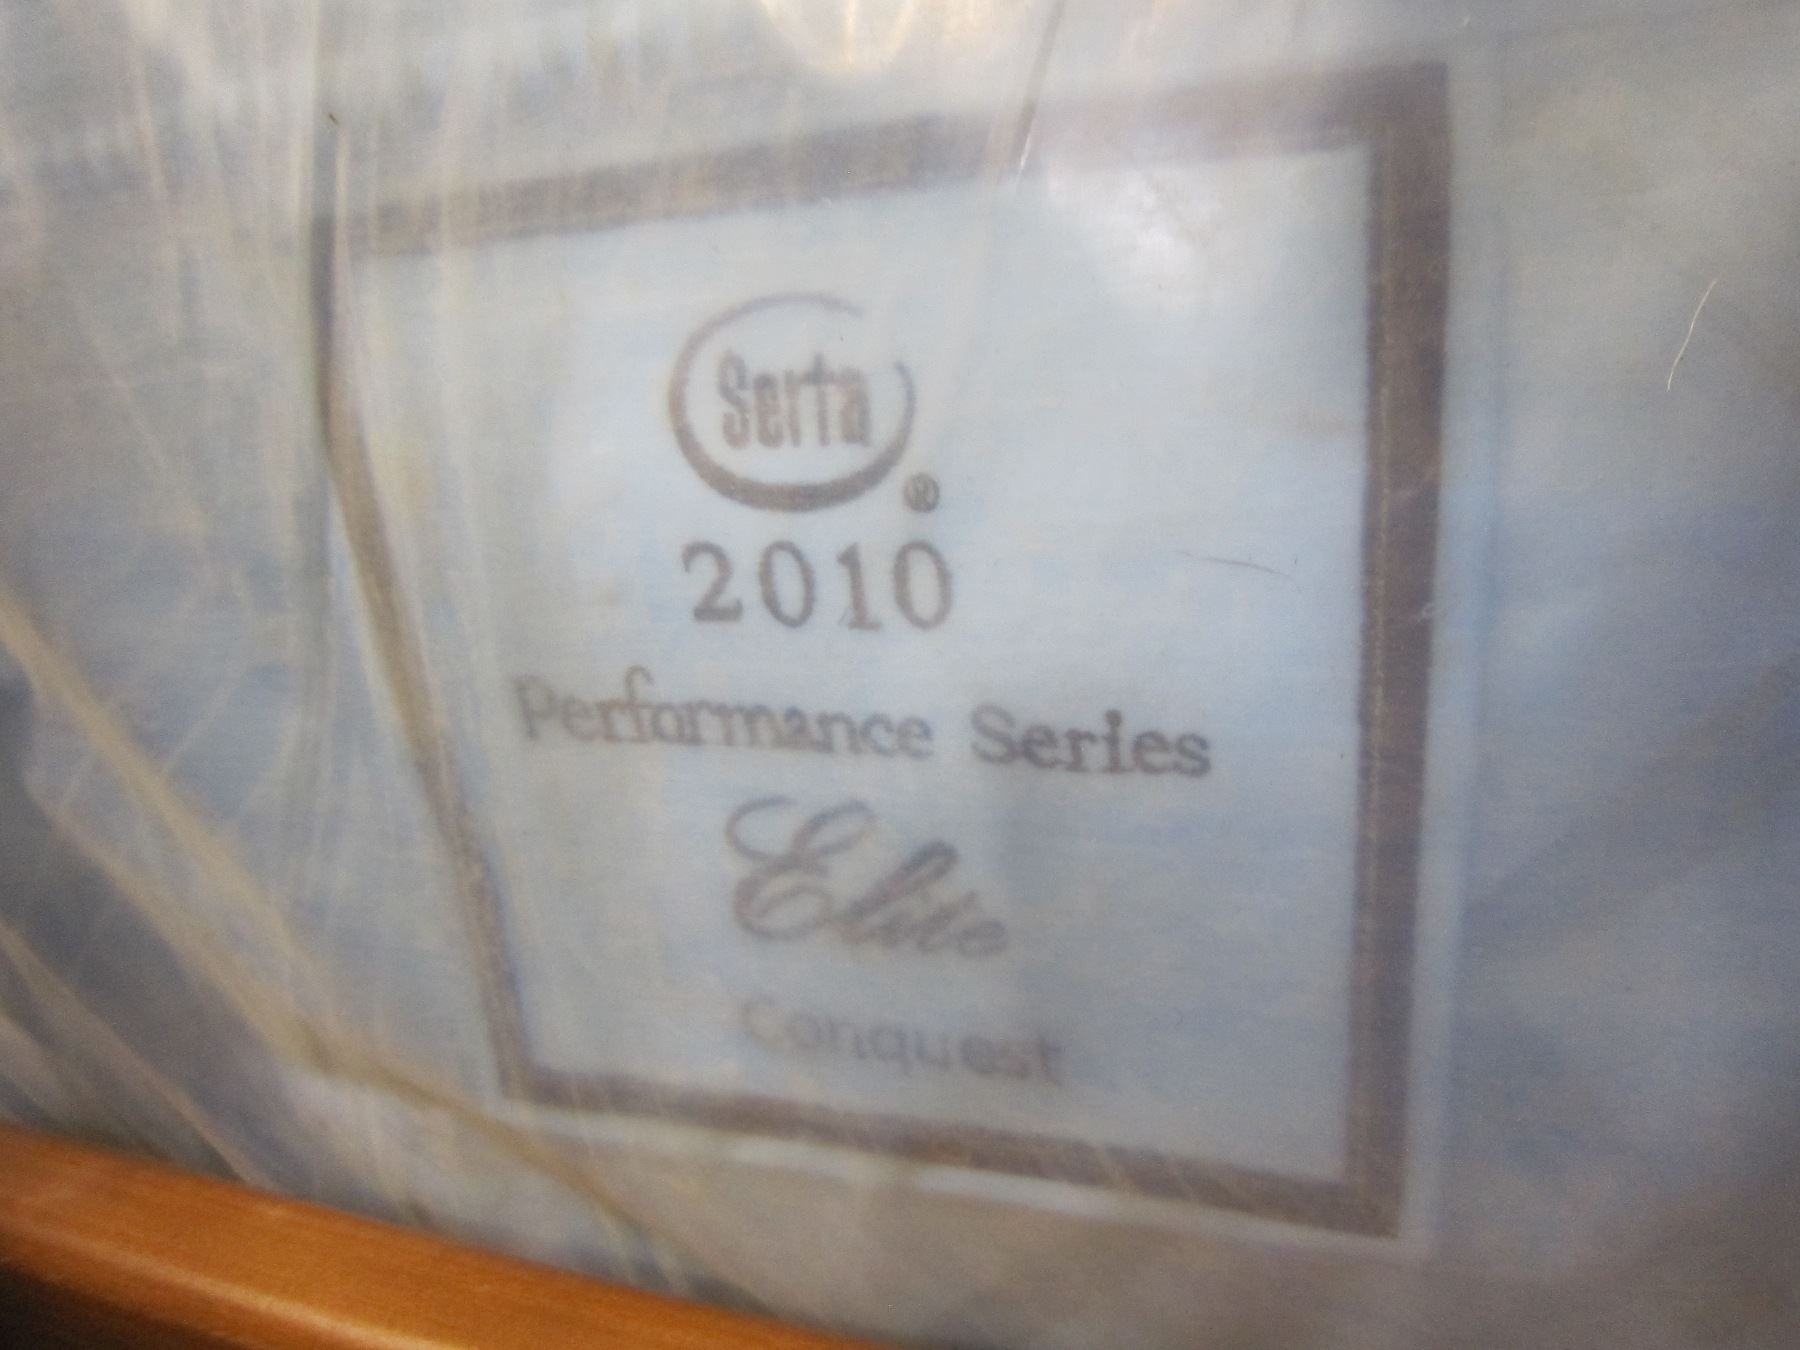 Serta®
2010
Performance Series
Elite
Conquest